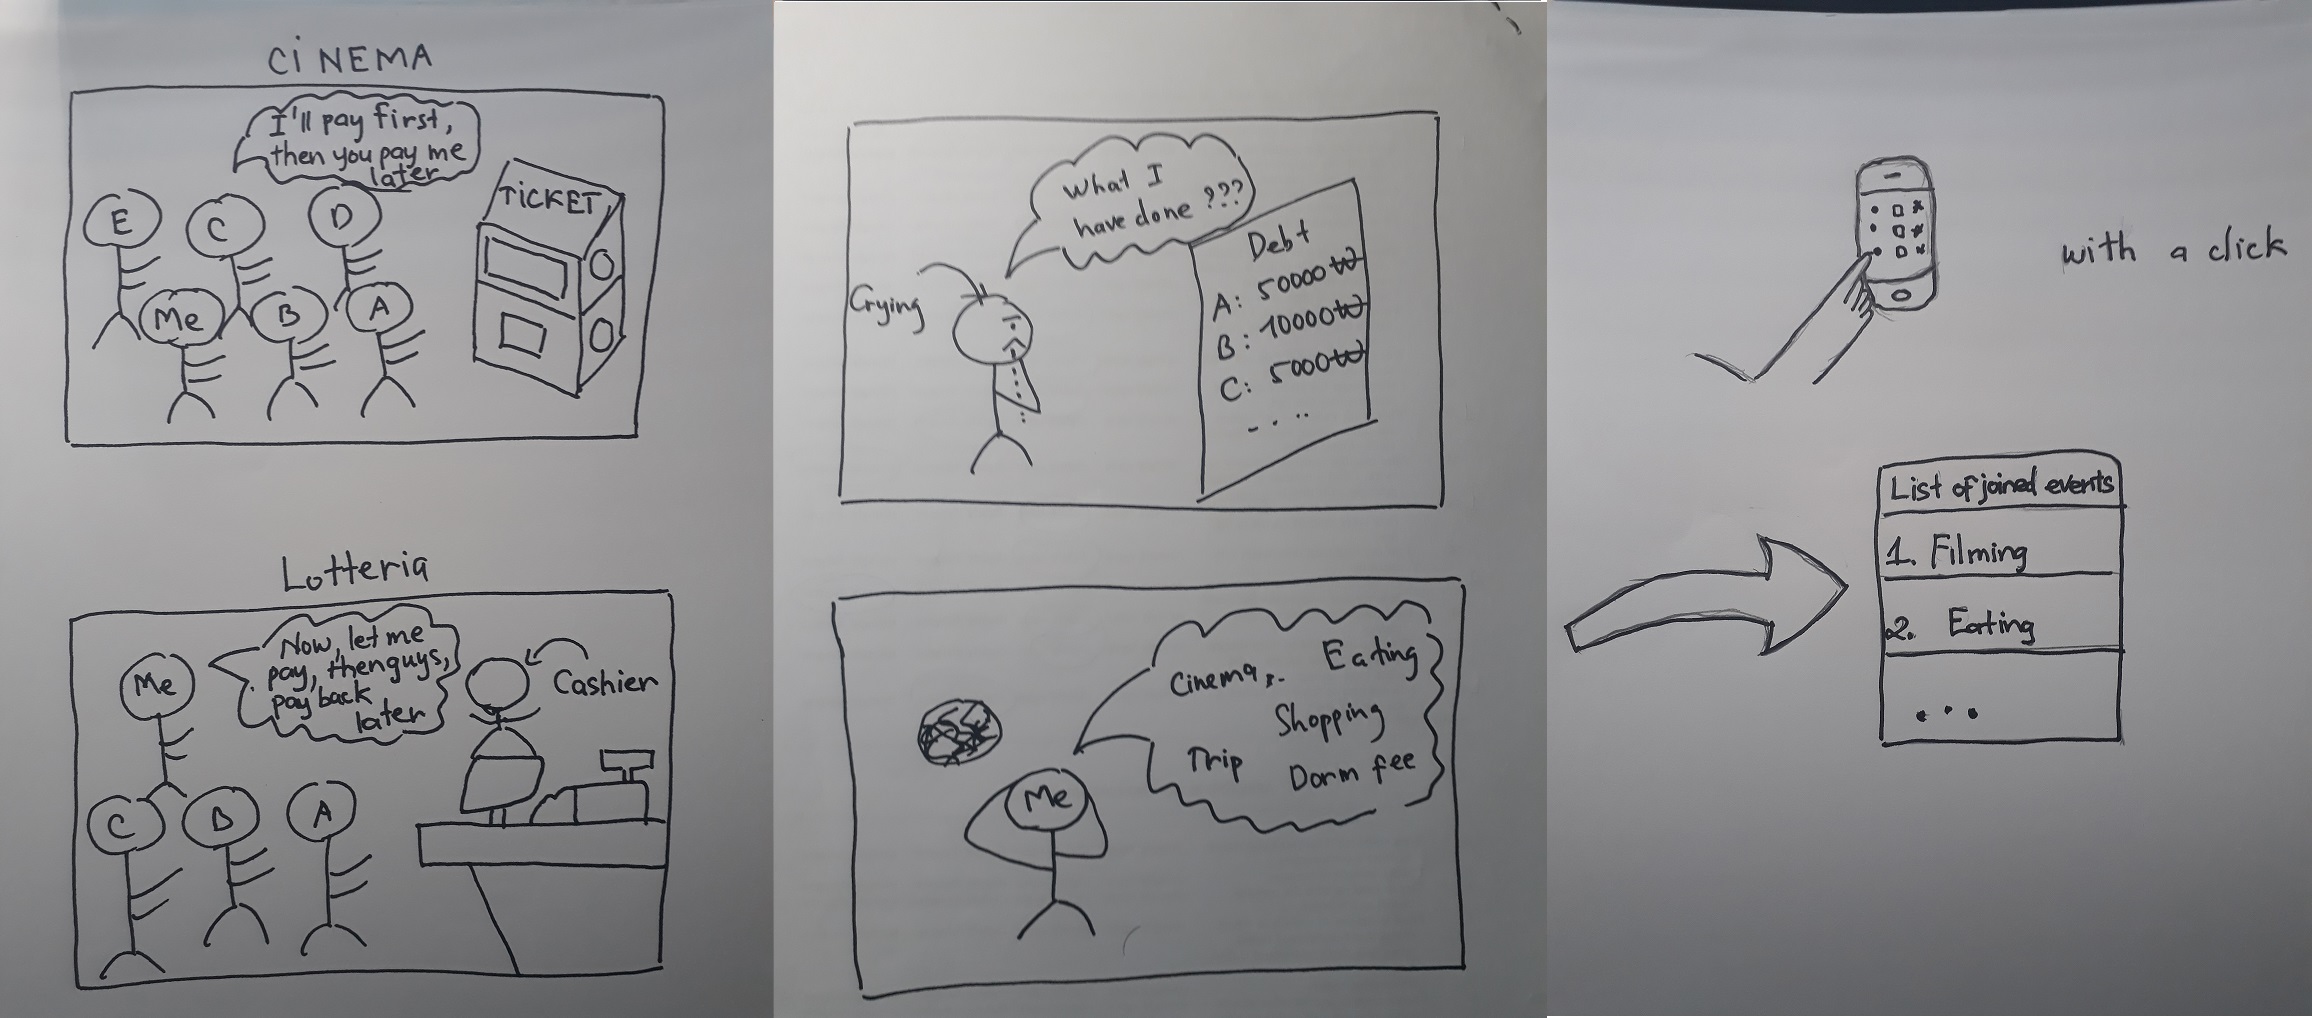 CINEMA
I'll pay first,
then you pay me
later
TICKET
E
C
D
Me
B
A
Lotteria
Now, let me
pay, then guys,
pay back
later
Me
Cashier
C
B
A
What I
have done ???
Crying
Debt
A: 50000₩
B: 10000₩
C: 5000₩
- . . .
Cinema, Eating
Shopping
Trip
Dorm fee
Me
with a click
List of joined events
1. Filming
2. Eating
. . .